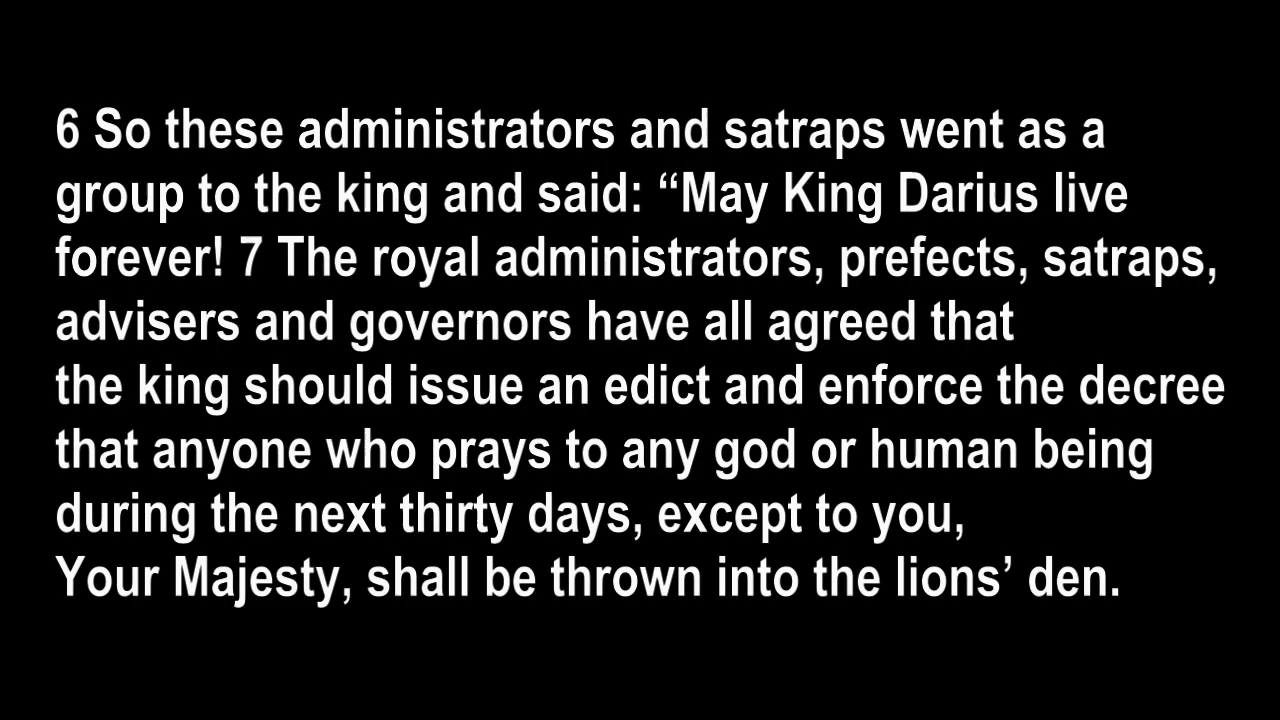 6 So these administrators and satraps went as a
group to the king and said: “May King Darius live
forever! 7 The royal administrators, prefects, satraps,
advisers and governors have all agreed that
the king should issue an edict and enforce the decree
that anyone who prays to any god or human being
during the next thirty days, except to you,
Your Majesty, shall be thrown into the lions’ den.